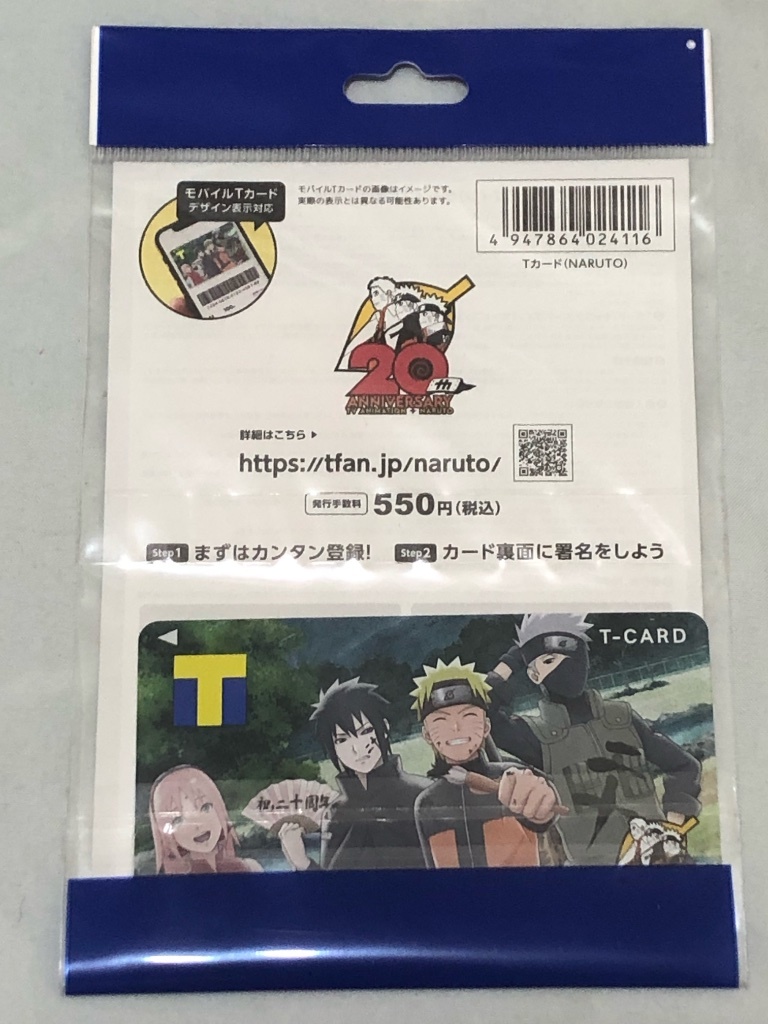 モバイルTカード
デザイン表示対応
モバイルTカードの画像はイメージです。
実際の表示とは異なる可能性あります。
4 947864 024116
Tカード(NARUTO)
20th
ANNIVERSARY
TV ANIMATION NARUTO
詳細はこちら
https://tfan.jp/naruto/
発行手数料 550円(税込)
Step1 まずはカンタン登録! Step2 カード裏面に署名をしよう
T-CARD
T
祝,二十周年